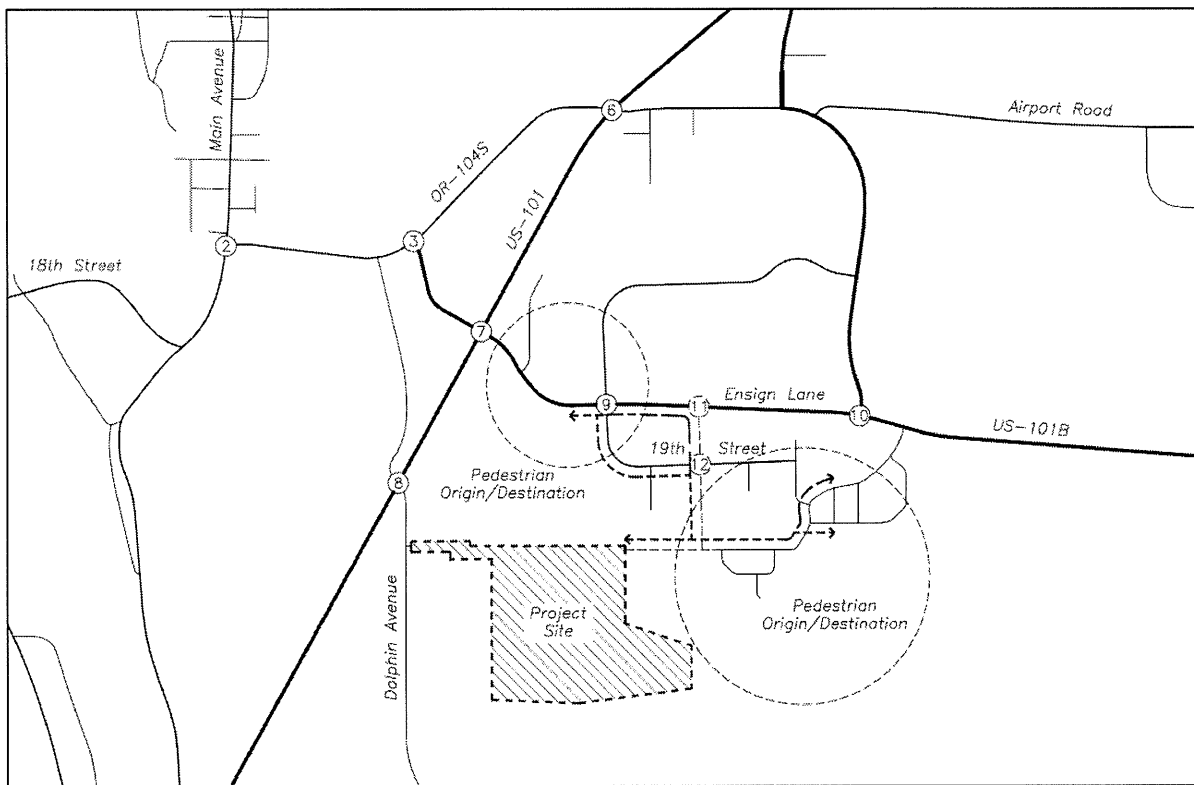 Main Avenue
6
Airport Road
OR-104S
US-101
2
3
18th Street
7
9
11
Ensign Lane
10
US-101B
19th Street
12
8
Pedestrian
Origin/Destination
Dolphin Avenue
Project
Site
Pedestrian
Origin/Destination